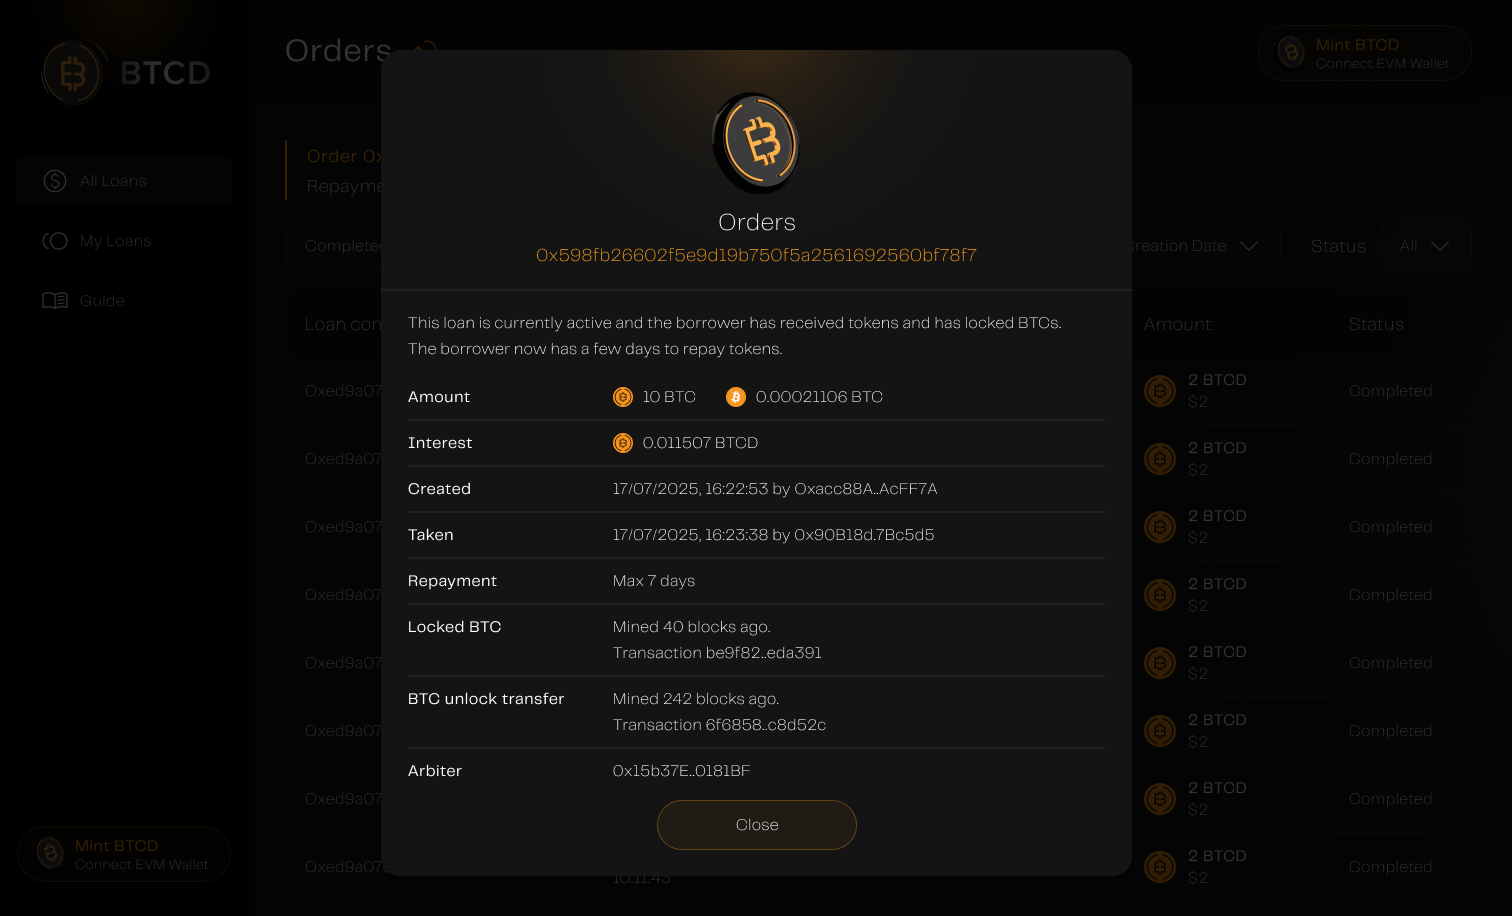 BTCD
All Loans
My Loans
Guide
Mint BTCD
Connect EVM Wallet
Orders
Mint BTCD
Connect EVM Wallet
Order 0x
Repayme
Complete
Creation Date
Status
All
Loan con
Amount
Status
0xed9a07
2 BTCD
$2
Completed
0xed9a07
2 BTCD
$2
Completed
0xed9a07
2 BTCD
$2
Completed
0xed9a07
2 BTCD
$2
Completed
0xed9a07
2 BTCD
$2
Completed
0xed9a07
2 BTCD
$2
Completed
0xed9a07
2 BTCD
$2
Completed
0xed9a07
10:11:43
2 BTCD
$2
Completed
Orders
0x598fb26602f5e9d19b750f5a2561692560bf78f7
This loan is currently active and the borrower has received tokens and has locked BTCs.
The borrower now has a few days to repay tokens.
Amount 10 BTC 0.00021106 BTC
Interest 0.011507 BTCD
Created 17/07/2025, 16:22:53 by 0xacc88A..AcFF7A
Taken 17/07/2025, 16:23:38 by 0x90B18d.7Bc5d5
Repayment Max 7 days
Locked BTC Mined 40 blocks ago.
Transaction be9f82..eda391
BTC unlock transfer Mined 242 blocks ago.
Transaction 6f6858..c8d52c
Arbiter 0x15b37E..0181BF
Close